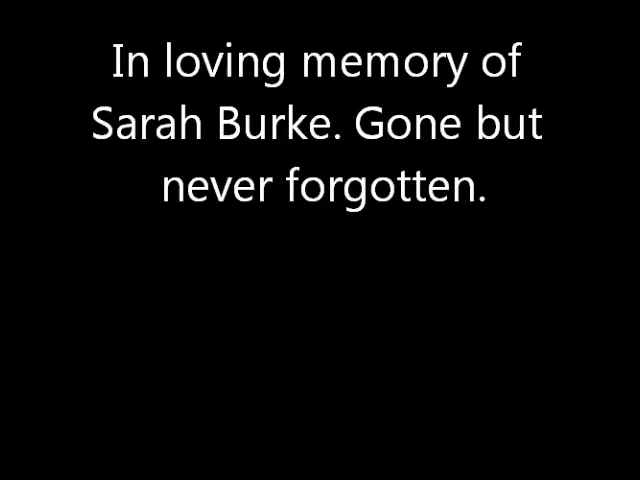 In loving memory of
Sarah Burke. Gone but
never forgotten.